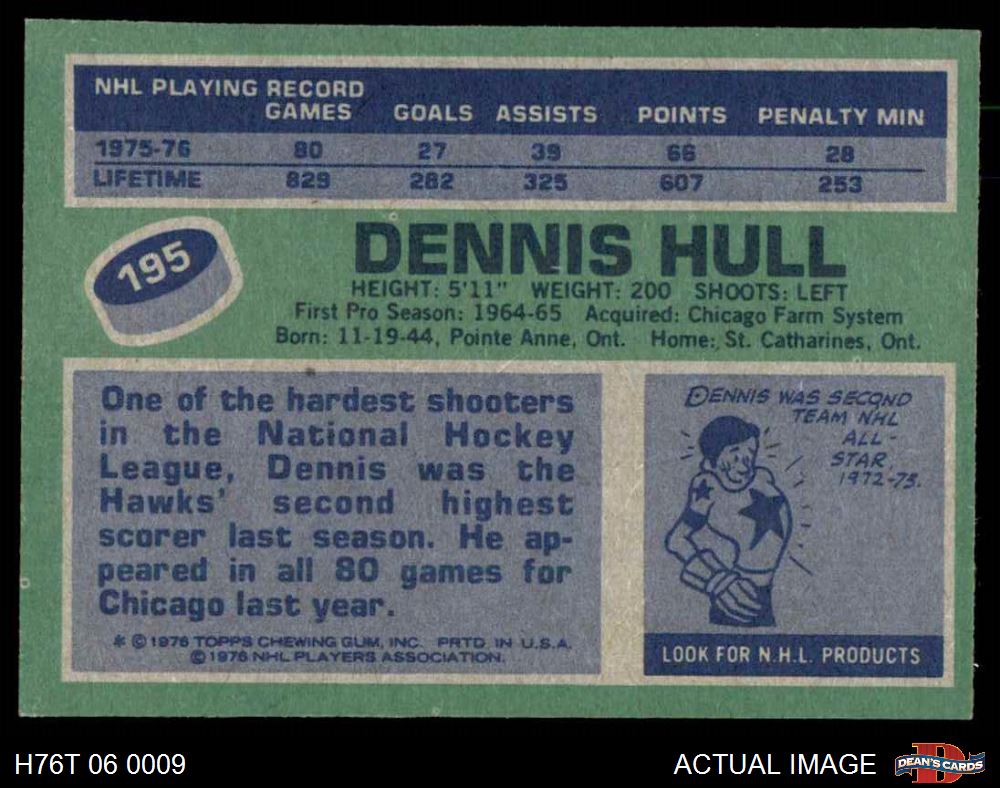 NHL PLAYING RECORD
GAMES GOALS ASSISTS POINTS PENALTY MIN
1975-76 80 27 39 66 28
LIFETIME 829 282 325 607 253
195
DENNIS HULL
HEIGHT: 5'11" WEIGHT: 200 SHOOTS: LEFT
First Pro Season: 1964-65 Acquired: Chicago Farm System
Born: 11-19-44, Pointe Anne, Ont. Home: St. Catharines, Ont.
One of the hardest shooters
in the National Hockey
League, Dennis was the
Hawks' second highest
scorer last season. He ap-
peared in all 80 games for
Chicago last year.
* © 1976 TOPPS CHEWING GUM, INC. PRTD. IN U.S.A.
© 1976 NHL PLAYERS ASSOCIATION.
DENNIS WAS SECOND
TEAM NHL
ALL-
STAR,
1972-73.
LOOK FOR N.H.L. PRODUCTS
H76T 06 0009
ACTUAL IMAGE
D
DEAN'S CARDS